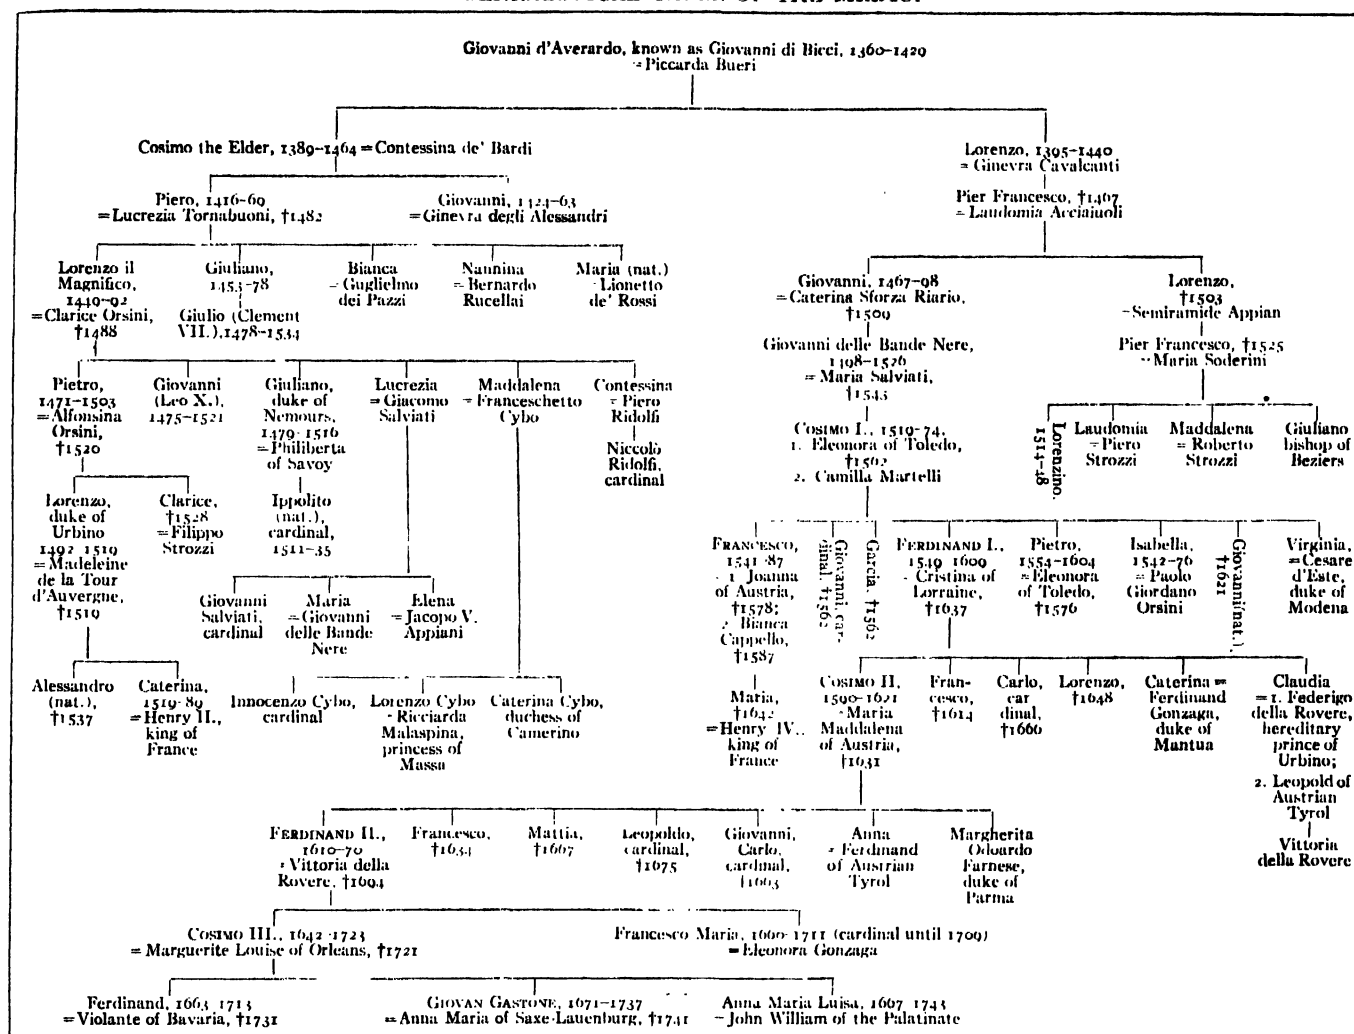 Giovanni d'Averardo, known as Giovanni di Bicci, 1360–1429
= Piccarda Bueri
Cosimo the Elder, 1389–1464 = Contessina de' Bardi
Lorenzo, 1395–1440
= Ginevra Cavalcanti
Piero, 1416–69
= Lucrezia Tornabuoni, †1482
Giovanni, 1424–63
= Ginevra degli Alessandri
Pier Francesco, †1467
= Laudomia Acciaiuoli
Lorenzo il
Magnifico,
1449–92
= Clarice Orsini,
†1488
Giuliano,
1453–78
Giulio (Clement
VII.), 1478–1534
Bianca
= Guglielmo
dei Pazzi
Nannina
= Bernardo
Rucellai
Maria (nat.)
- Lionetto
de' Rossi
Giovanni, 1467–98
= Caterina Sforza Riario,
†1509
Lorenzo,
†1503
= Semiramide Appian
Giovanni delle Bande Nere,
1498–1526
= Maria Salviati,
†1543
Pier Francesco, †1525
= Maria Soderini
Pietro,
1471–1503
= Alfonsina
Orsini,
†1520
Giovanni
(Leo X.),
1475–1521
Giuliano,
duke of
Nemours,
1479–1516
= Philiberta
of Savoy
Lucrezia
= Giacomo
Salviati
Maddalena
= Franceschetto
Cybo
Contessina
= Piero
Ridolfi
Niccolò
Ridolfi,
cardinal
Cosimo I., 1519–74,
1. Eleonora of Toledo,
†1562
2. Camilla Martelli
Lorenzino,
1514–48
Laudomia
= Piero
Strozzi
Maddalena
= Roberto
Strozzi
Giuliano
bishop of
Beziers
Lorenzo,
duke of
Urbino
1492–1519
= Madeleine
de la Tour
d'Auvergne,
†1519
Clarice,
†1528
= Filippo
Strozzi
Ippolito
(nat.),
cardinal,
1511–35
Giovanni
Salviati,
cardinal
Maria
= Giovanni
delle Bande
Nere
Elena
= Jacopo V.
Appiani
Francesco,
1541–87
1. Joanna
of Austria,
†1578;
2. Bianca
Cappello,
†1587
Giovanni, car-
dinal, †1562
Garcia, †1562
Ferdinand I.,
1549–1609
- Cristina of
Lorraine,
†1637
Pietro,
1554–1604
= Eleonora
of Toledo,
†1576
Isabella,
1542–76
= Paolo
Giordano
Orsini
Giovanni (nat.),
†1621
Virginia,
= Cesare
d'Este,
duke of
Modena
Alessandro
(nat.),
†1537
Caterina,
1519–89
= Henry II.,
king of
France
Innocenzo Cybo,
cardinal
Lorenzo Cybo
- Ricciarda
Malaspina,
princess of
Massa
Caterina Cybo,
duchess of
Camerino
Maria,
†1642
= Henry IV.,
king of
France
Cosimo II,
1590–1621
- Maria
Maddalena
of Austria,
†1631
Fran-
cesco,
†1614
Carlo,
car
dinal,
†1666
Lorenzo,
†1648
Caterina =
Ferdinand
Gonzaga,
duke of
Mantua
Claudia
= 1. Federigo
della Rovere,
hereditary
prince of
Urbino;
2. Leopold of
Austrian
Tyrol
Vittoria
della Rovere
Ferdinand II.,
1610–70
= Vittoria della
Rovere, †1694
Francesco,
†1634
Mattia,
†1667
Leopoldo,
cardinal,
†1675
Giovanni,
Carlo,
cardinal,
†1663
Anna
= Ferdinand
of Austrian
Tyrol
Margherita
Odoardo
Farnese,
duke of
Parma
Cosimo III., 1642–1723
= Marguerite Louise of Orleans, †1721
Francesco Maria, 1660–1711 (cardinal until 1709)
= Eleonora Gonzaga
Ferdinand, 1663–1713
= Violante of Bavaria, †1731
Giovan Gastone, 1671–1737
= Anna Maria of Saxe-Lauenburg, †1741
Anna Maria Luisa, 1667–1743
- John William of the Palatinate